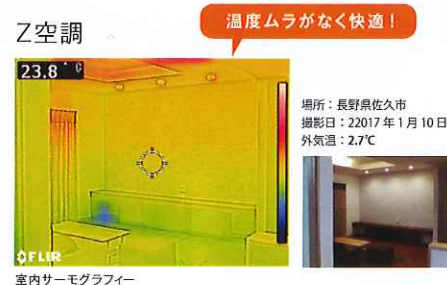 Z空調
温度ムラがなく快適！
23.8 °C
場所：長野県佐久市
撮影日：22017年1月10日
外気温：2.7℃
FLIR
室内サーモグラフィー